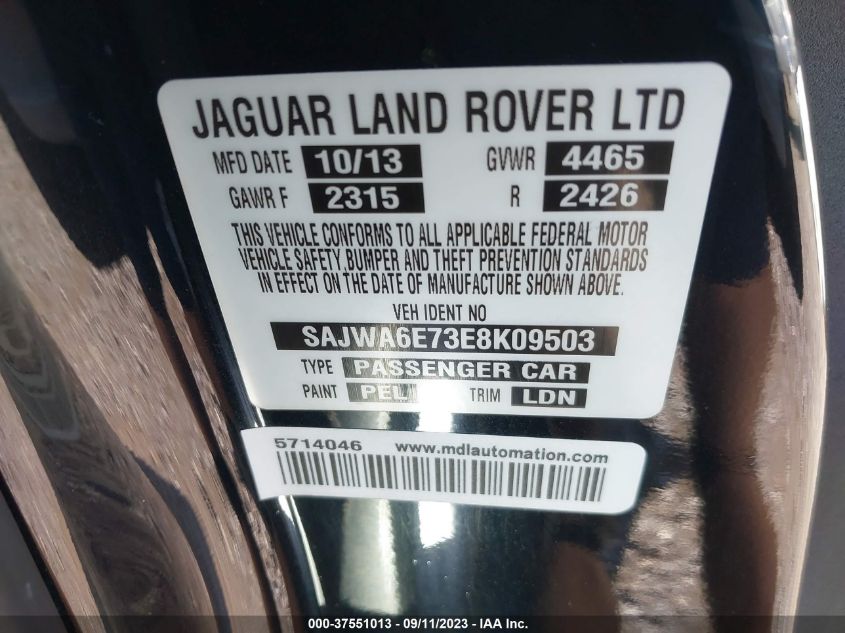 JAGUAR LAND ROVER LTD
MFD DATE 10/13 GVWR 4465
GAWR F 2315 R 2426
THIS VEHICLE CONFORMS TO ALL APPLICABLE FEDERAL MOTOR
VEHICLE SAFETY, BUMPER AND THEFT PREVENTION STANDARDS
IN EFFECT ON THE DATE OF MANUFACTURE SHOWN ABOVE.
VEH IDENT NO
SAJWA6E73E8K09503
TYPE PASSENGER CAR
PAINT PEL/ TRIM LDN
5714046 www.mdlautomation.com
000-37551013 - 09/11/2023 - IAA Inc.